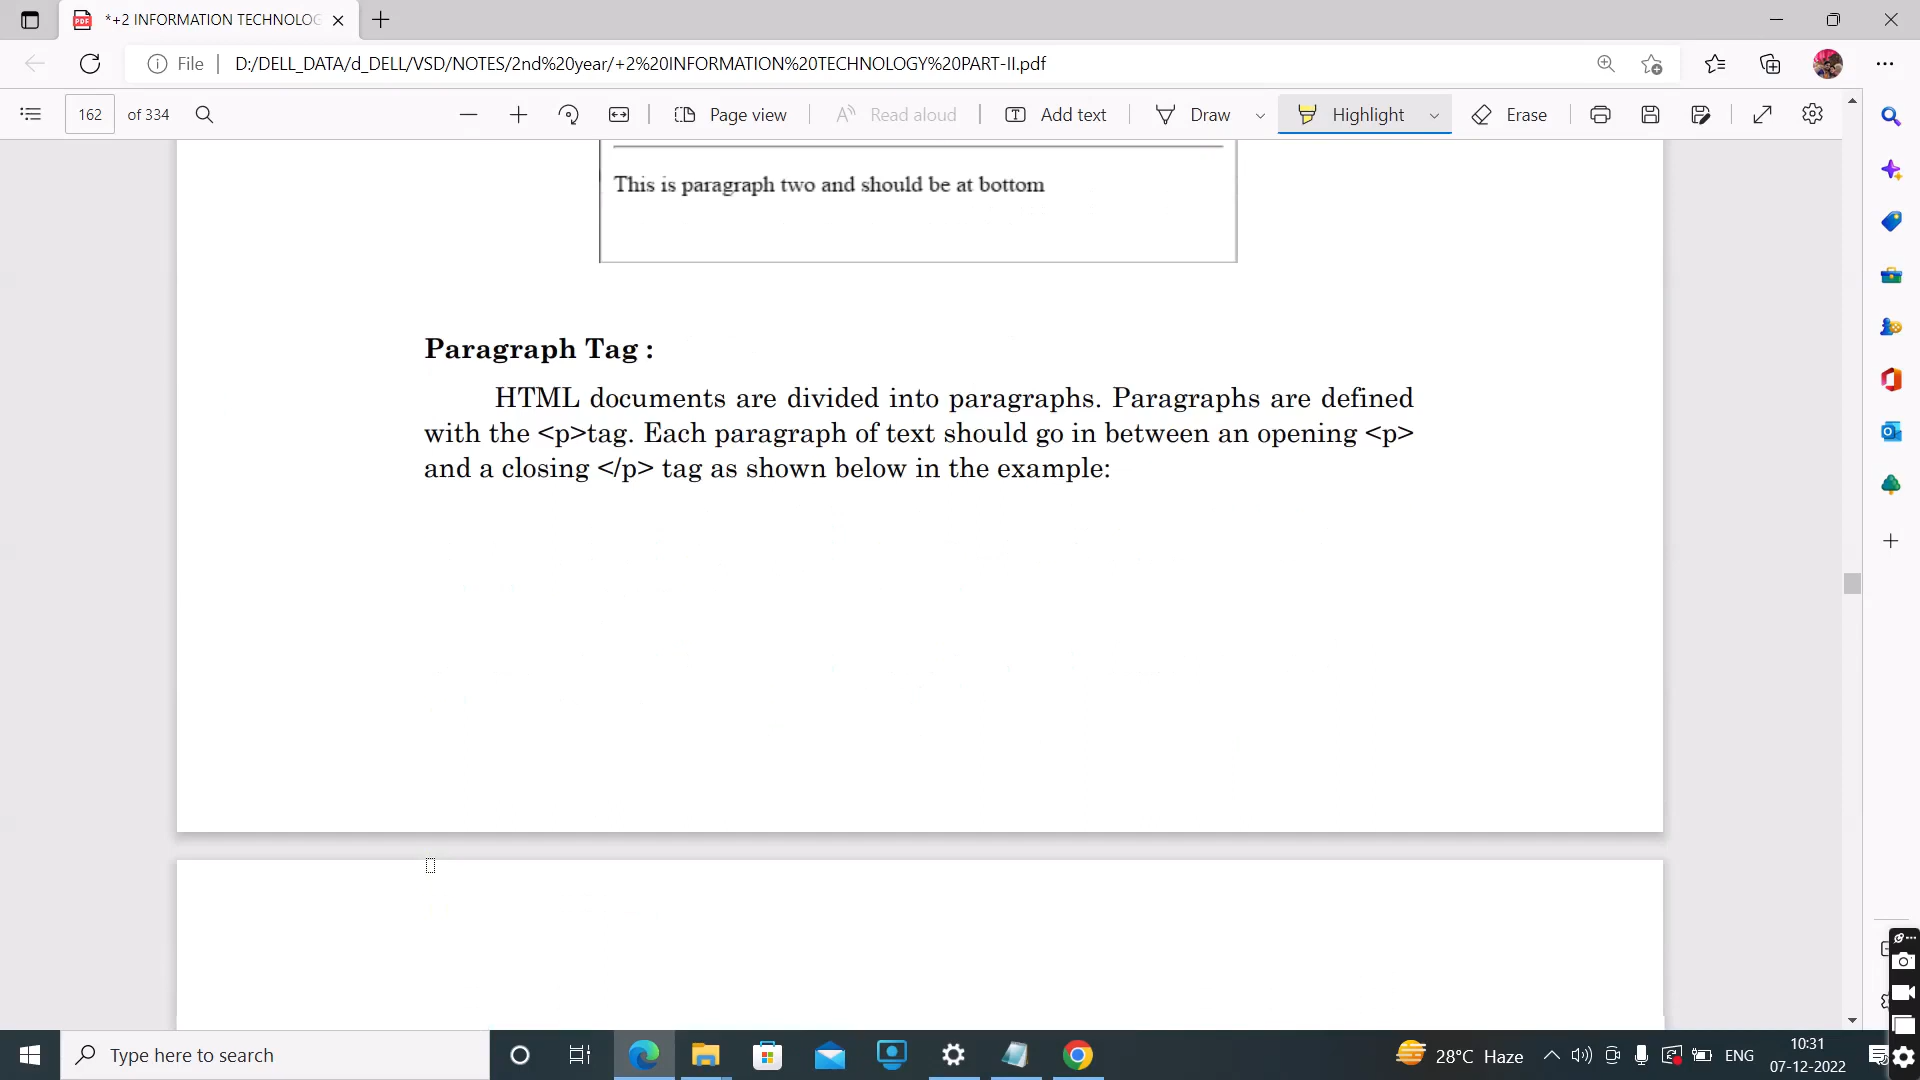 *+2 INFORMATION TECHNOLOG
File
D:/DELL_DATA/d_DELL/VSD/NOTES/2nd%20year/+2%20INFORMATION%20TECHNOLOGY%20PART-II.pdf
162 of 334
Page view
Read aloud
Add text
Draw
Highlight
Erase
This is paragraph two and should be at bottom
Paragraph Tag :
HTML documents are divided into paragraphs. Paragraphs are defined
with the <p>tag. Each paragraph of text should go in between an opening <p>
and a closing </p> tag as shown below in the example:
Type here to search
28°C Haze
ENG
10:31
07-12-2022